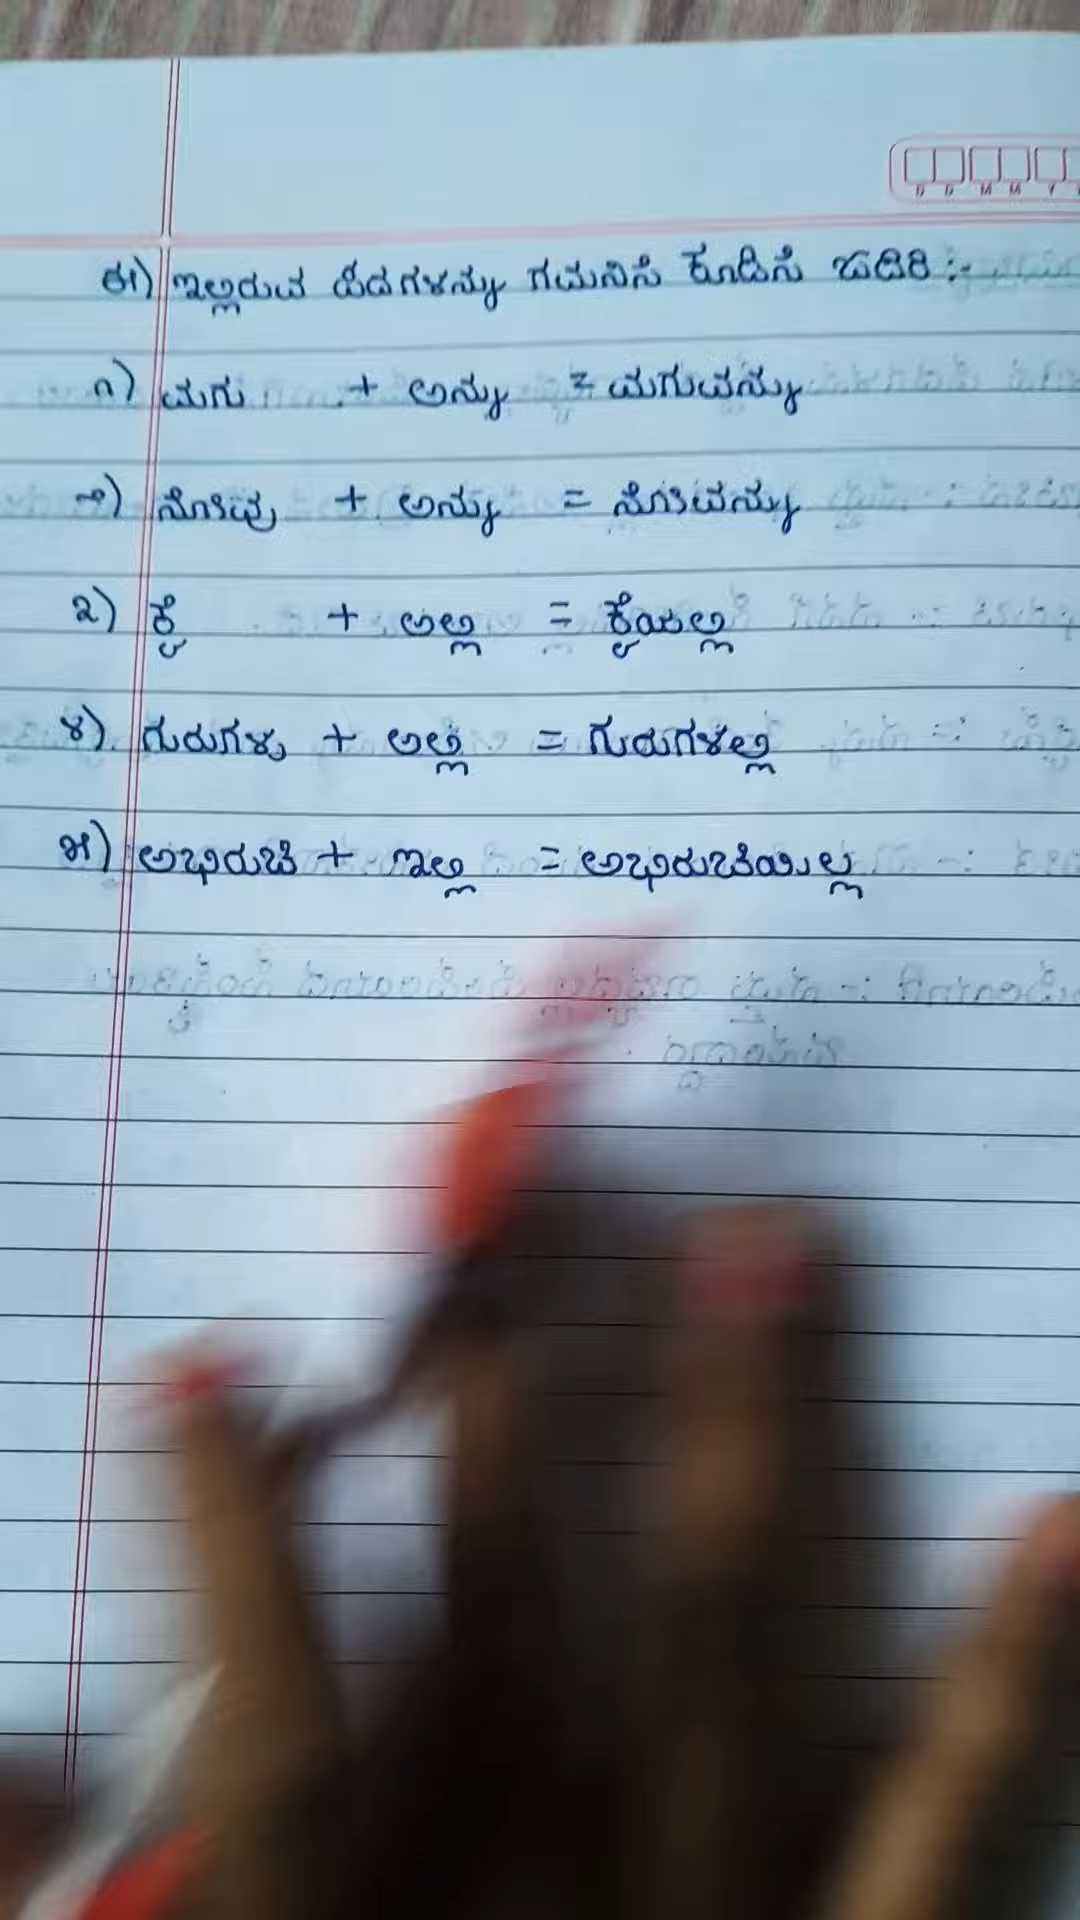 ಈ) ಇಲ್ಲಿರುವ ಪದಗಳನ್ನು ಗಮನಿಸಿ ಕೂಡಿಸಿ ಬರೆದಿರಿ :-
D D M M Y
೧) ಮಗು + ಅನ್ನು = ಮಗುವನ್ನು
೨) ನೋವು + ಅನ್ನು = ನೋವನ್ನು
೩) ಕೈ + ಅಲ್ಲಿ = ಕೈಯಲ್ಲಿ
೪) ಗುರುಗಳು + ಅಲ್ಲಿ = ಗುರುಗಳಲ್ಲಿ
೫) ಅಭಿರುಚಿ + ಇಲ್ಲ = ಅಭಿರುಚಿಯಿಲ್ಲ